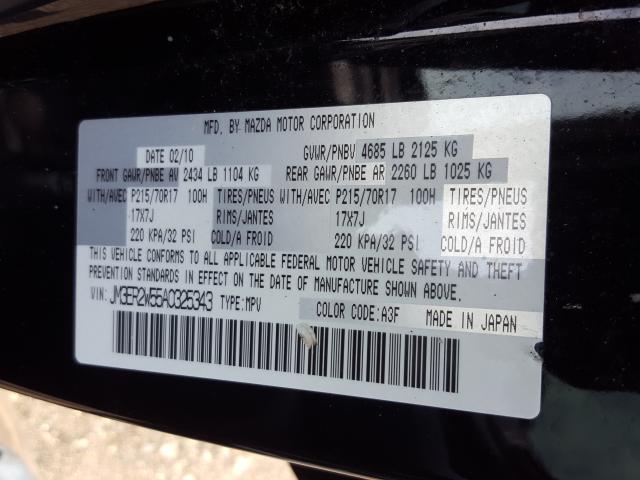 MFD. BY MAZDA MOTOR CORPORATION
DATE 02/10 GVWR/PNBV 4685 LB 2125 KG
FRONT GAWR/PNBE AV 2434 LB 1104 KG REAR GAWR/PNBE AR 2260 LB 1025 KG
WITH/AVEC P215/70R17 100H TIRES/PNEUS WITH/AVEC P215/70R17 100H TIRES/PNEUS
17X7J RIMS/JANTES 17X7J RIMS/JANTES
220 KPA/32 PSI COLD/A FROID 220 KPA/32 PSI COLD/A FROID
THIS VEHICLE CONFORMS TO ALL APPLICABLE FEDERAL MOTOR VEHICLE SAFETY AND THEFT
PREVENTION STANDARDS IN EFFECT ON THE DATE OF MANUFACTURE SHOWN ABOVE.
VIN: JM3ER2W55A0325343 TYPE: MPV COLOR CODE: A3F MADE IN JAPAN